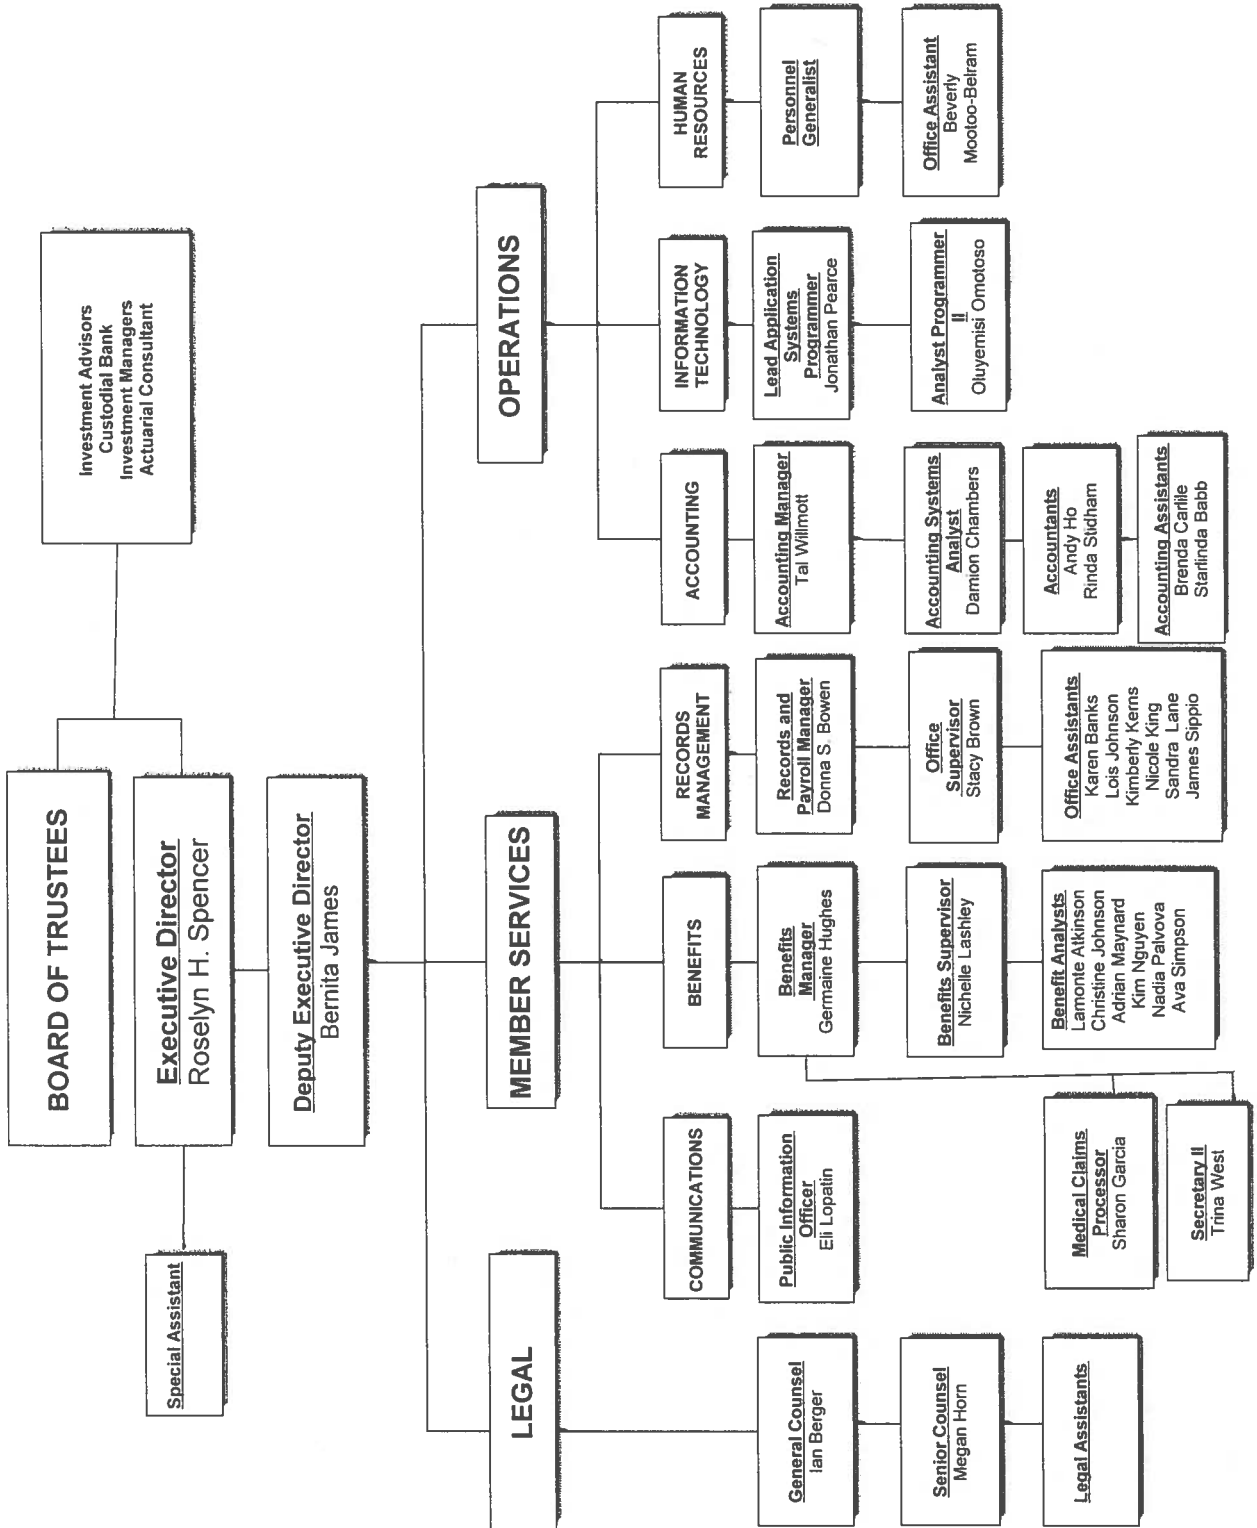 BOARD OF TRUSTEES
Investment Advisors
Custodial Bank
Investment Managers
Actuarial Consultant
Special Assistant
Executive Director
Roselyn H. Spencer
Deputy Executive Director
Bernita James
LEGAL
MEMBER SERVICES
OPERATIONS
General Counsel
Ian Berger
Senior Counsel
Megan Horn
Legal Assistants
COMMUNICATIONS
Public Information
Officer
Eli Lopatin
BENEFITS
Benefits
Manager
Germaine Hughes
Benefits Supervisor
Nichelle Lashley
Benefit Analysts
Lamonte Atkinson
Christine Johnson
Adrian Maynard
Kim Nguyen
Nadia Palvova
Ava Simpson
Medical Claims
Processor
Sharon Garcia
Secretary II
Trina West
RECORDS
MANAGEMENT
Records and
Payroll Manager
Donna S. Bowen
Office
Supervisor
Stacy Brown
Office Assistants
Karen Banks
Lois Johnson
Kimberly Kerns
Nicole King
Sandra Lane
James Sippio
ACCOUNTING
Accounting Manager
Tal Willmott
Accounting Systems
Analyst
Damion Chambers
Accountants
Andy Ho
Rinda Stidham
Accounting Assistants
Brenda Carlile
Starlinda Babb
INFORMATION
TECHNOLOGY
Lead Application
Systems
Programmer
Jonathan Pearce
Analyst Programmer
II
Oluyemisi Omotoso
HUMAN
RESOURCES
Personnel
Generalist
Office Assistant
Beverly
Mootoo-Belram